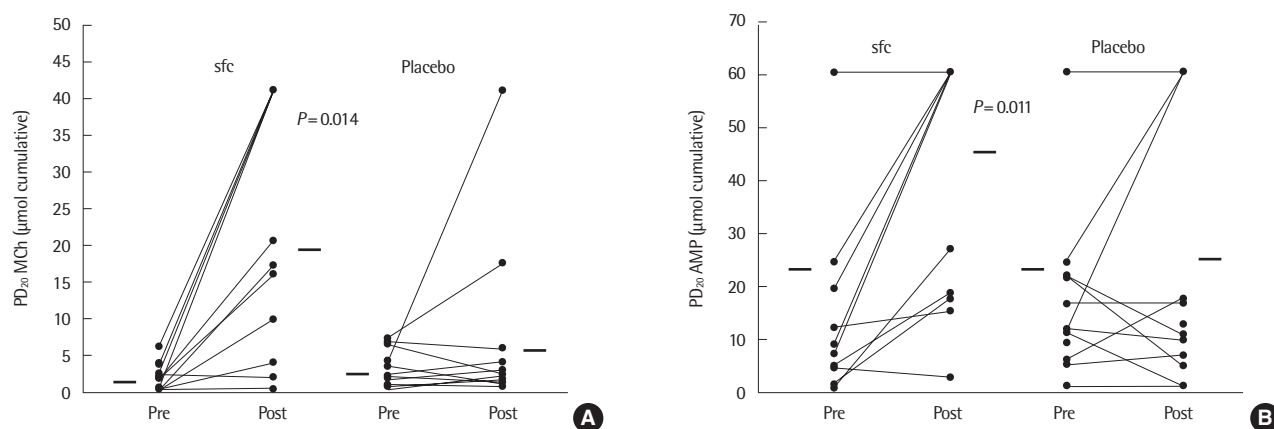 50
45
40
35
30
25
20
15
10
5
0
PD20 MCh (μmol cumulative)
sfc
Placebo
P = 0.014
Pre
Post
Pre
Post
A
70
60
50
40
30
20
10
0
PD20 AMP (μmol cumulative)
sfc
Placebo
P = 0.011
Pre
Post
Pre
Post
B